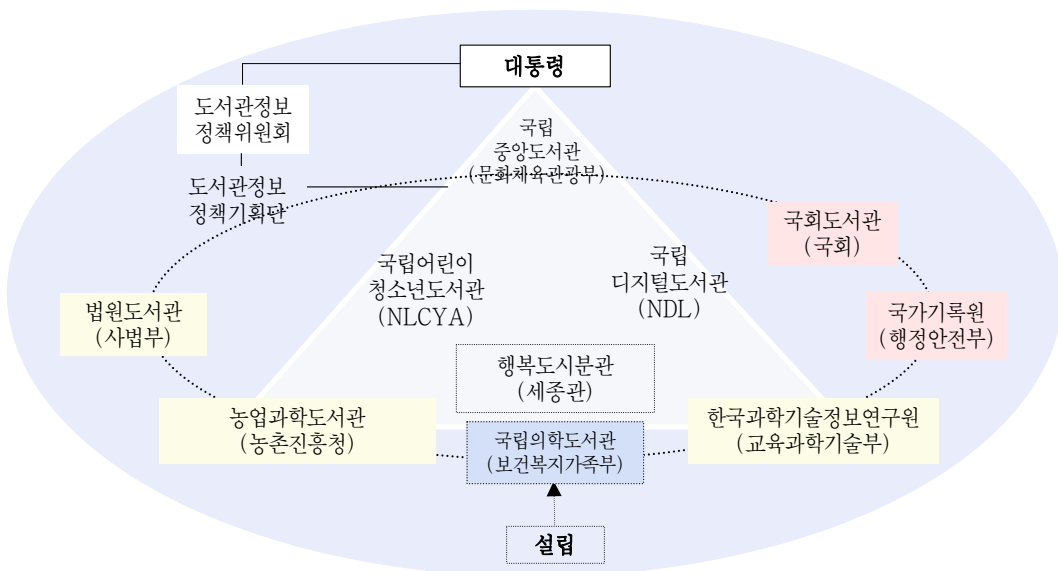 대통령
도서관정보
정책위원회
국립
중앙도서관
(문화체육관광부)
도서관정보
정책기획단
국회도서관
(국회)
국립어린이
청소년도서관
(NLCYA)
국립
디지털도서관
(NDL)
법원도서관
(사법부)
국가기록원
(행정안전부)
행복도시분관
(세종관)
농업과학도서관
(농촌진흥청)
국립의학도서관
(보건복지가족부)
한국과학기술정보연구원
(교육과학기술부)
설립